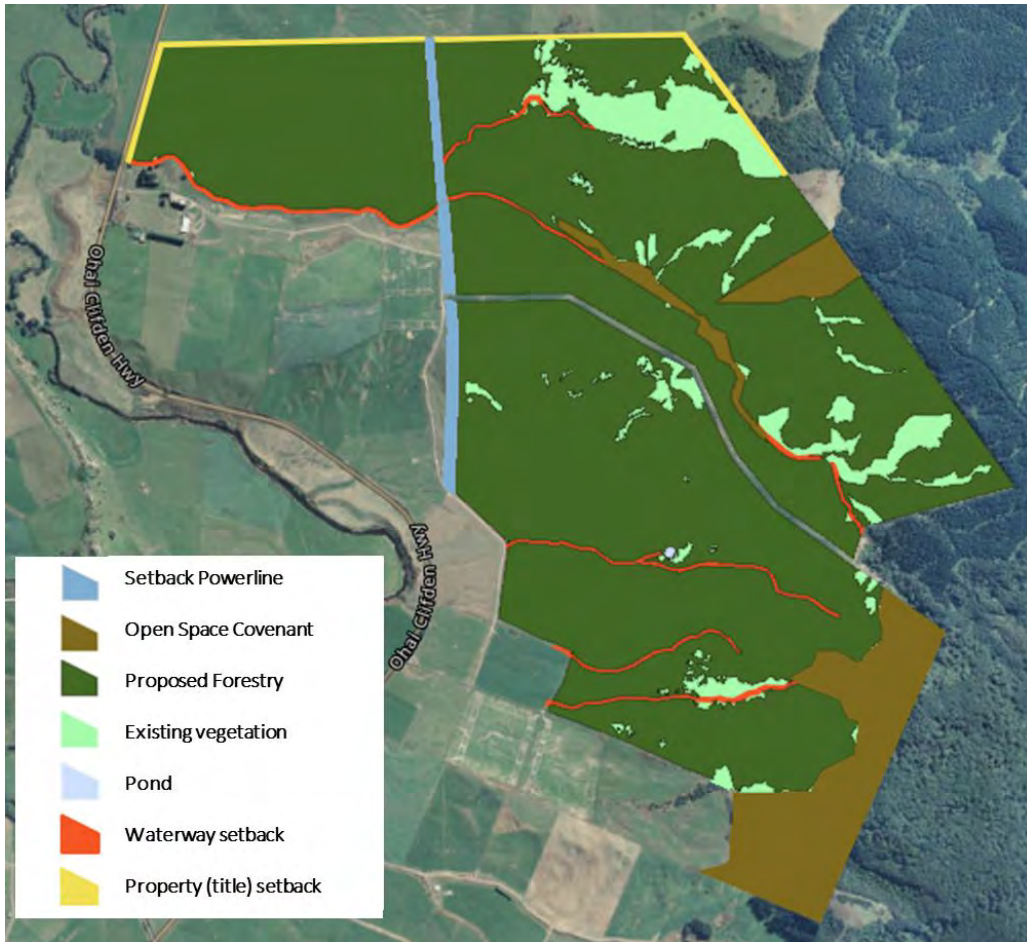 Ohai Clifden Hwy
Ohai Clifden Hwy
Setback Powerline
Open Space Covenant
Proposed Forestry
Existing vegetation
Pond
Waterway setback
Property (title) setback